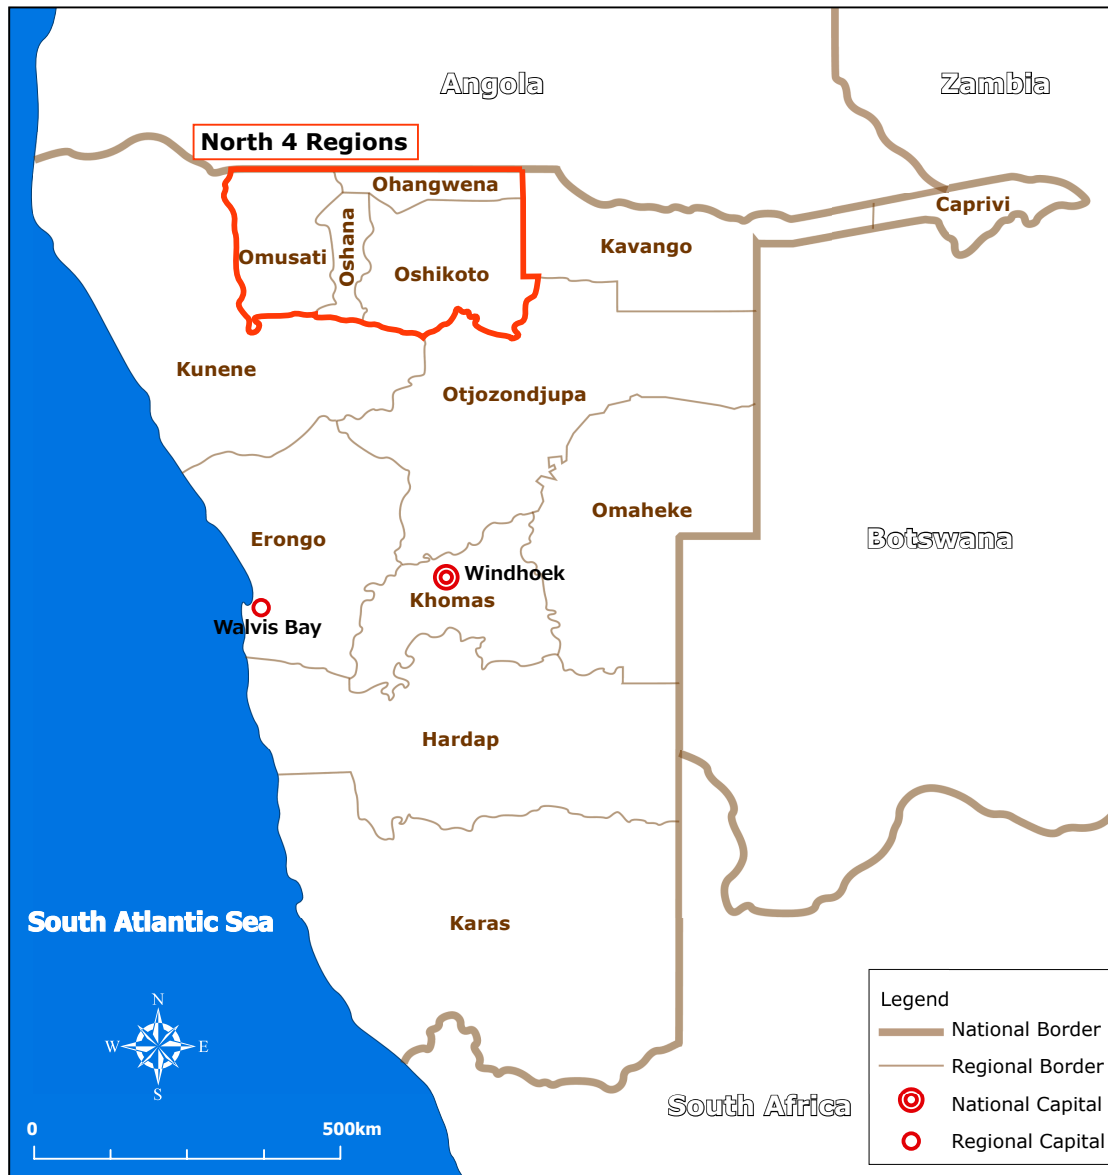 Angola
Zambia
North 4 Regions
Ohangwena
Caprivi
Oshana
Kavango
Omusati
Oshikoto
Kunene
Otjozondjupa
Omaheke
Erongo
Botswana
Windhoek
Khomas
Walvis Bay
Hardap
South Atlantic Sea
Karas
N
W
E
S
0
500km
South Africa
Legend
National Border
Regional Border
National Capital
Regional Capital